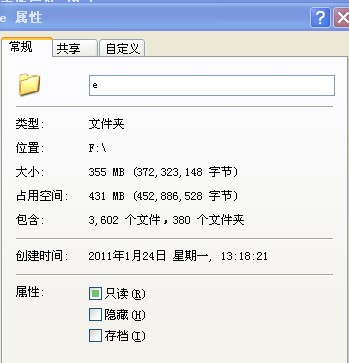 e 属性
常规 共享 自定义
e
类型: 文件夹
位置: F:\
大小: 355 MB (372,323,148 字节)
占用空间: 431 MB (452,886,528 字节)
包含: 3,602 个文件，380 个文件夹
创建时间: 2011年1月24日 星期一, 13:18:21
属性: 只读(R)
隐藏(H)
存档(I)